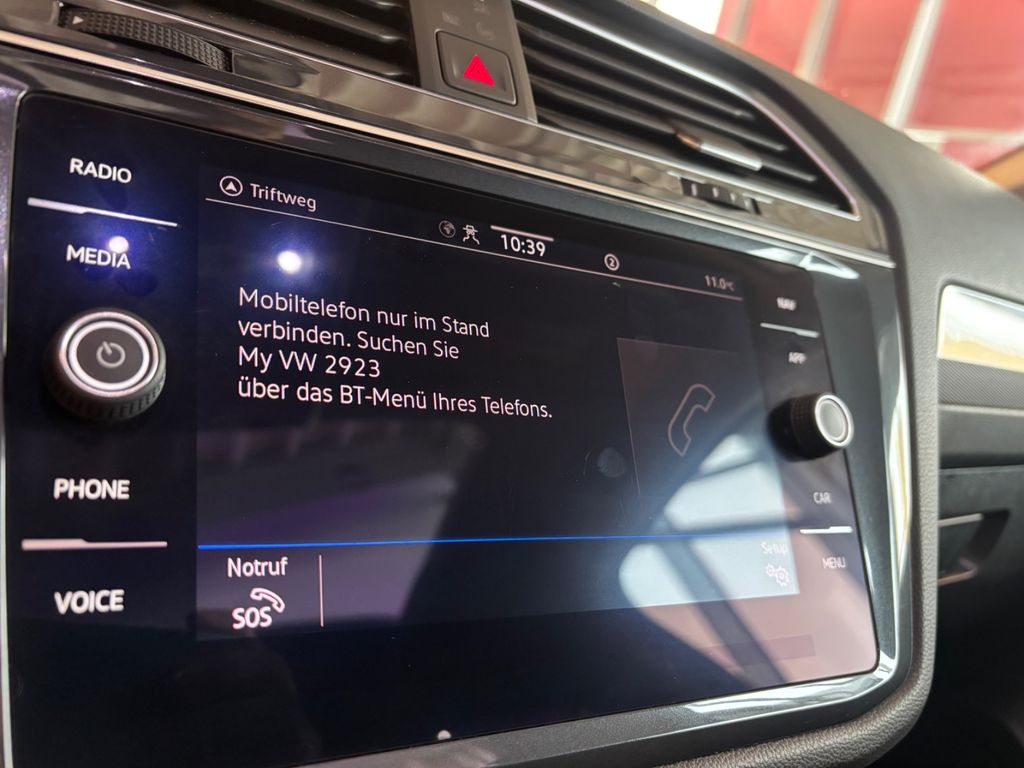 RADIO
MEDIA
PHONE
VOICE
Triftweg
10:39
2
11.0°C
Mobiltelefon nur im Stand
verbinden. Suchen Sie
My VW 2923
über das BT-Menü Ihres Telefons.
Notruf
SOS
Setup
NAV
APP
CAR
MENU